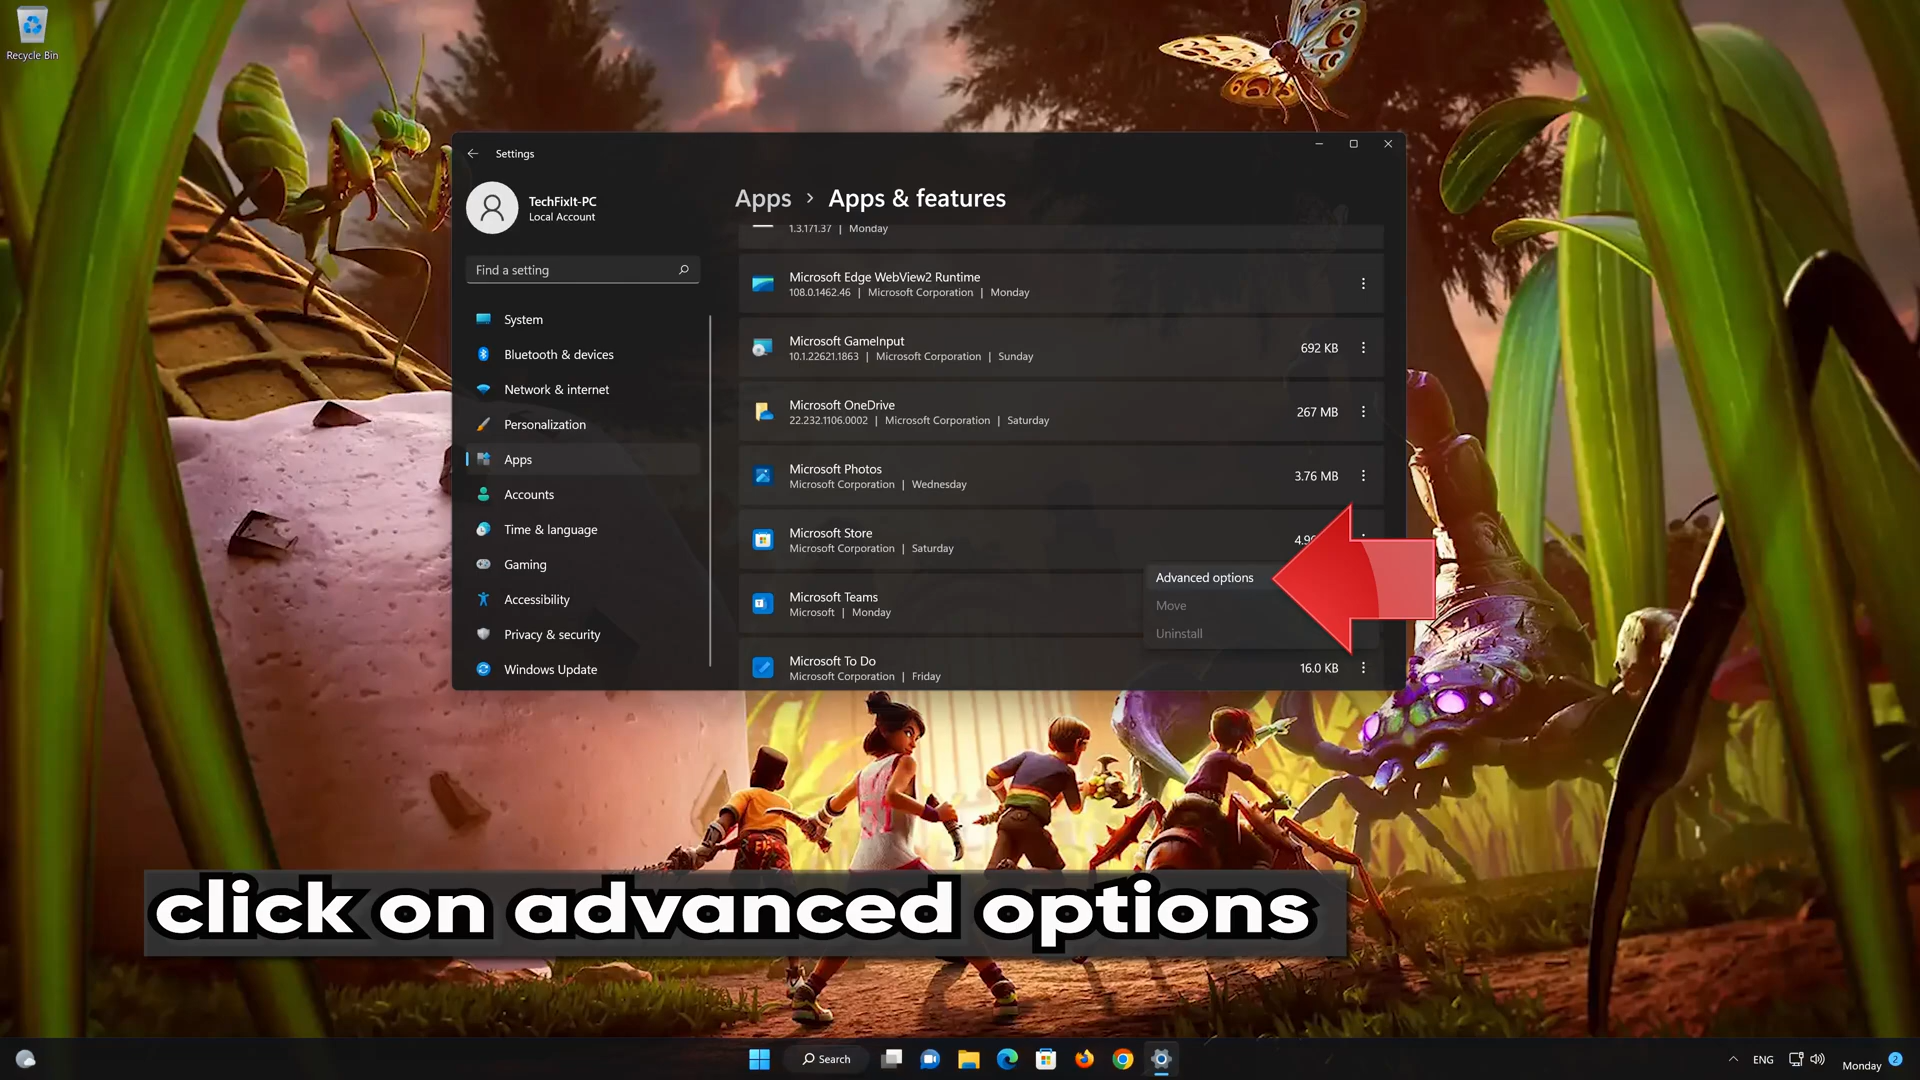 Recycle Bin
Settings
TechFixIt-PC
Local Account
Find a setting
System
Bluetooth & devices
Network & internet
Personalization
Apps
Accounts
Time & language
Gaming
Accessibility
Privacy & security
Windows Update
Apps > Apps & features
1.3.171.37 | Monday
Microsoft Edge WebView2 Runtime
108.0.1462.46 | Microsoft Corporation | Monday
Microsoft GameInput
10.1.22621.1863 | Microsoft Corporation | Sunday
692 KB
Microsoft OneDrive
22.232.1106.0002 | Microsoft Corporation | Saturday
267 MB
Microsoft Photos
Microsoft Corporation | Wednesday
3.76 MB
Microsoft Store
Microsoft Corporation | Saturday
Microsoft Teams
Microsoft | Monday
Advanced options
Move
Uninstall
Microsoft To Do
Microsoft Corporation | Friday
16.0 KB
click on advanced options
Search
ENG
Monday
2